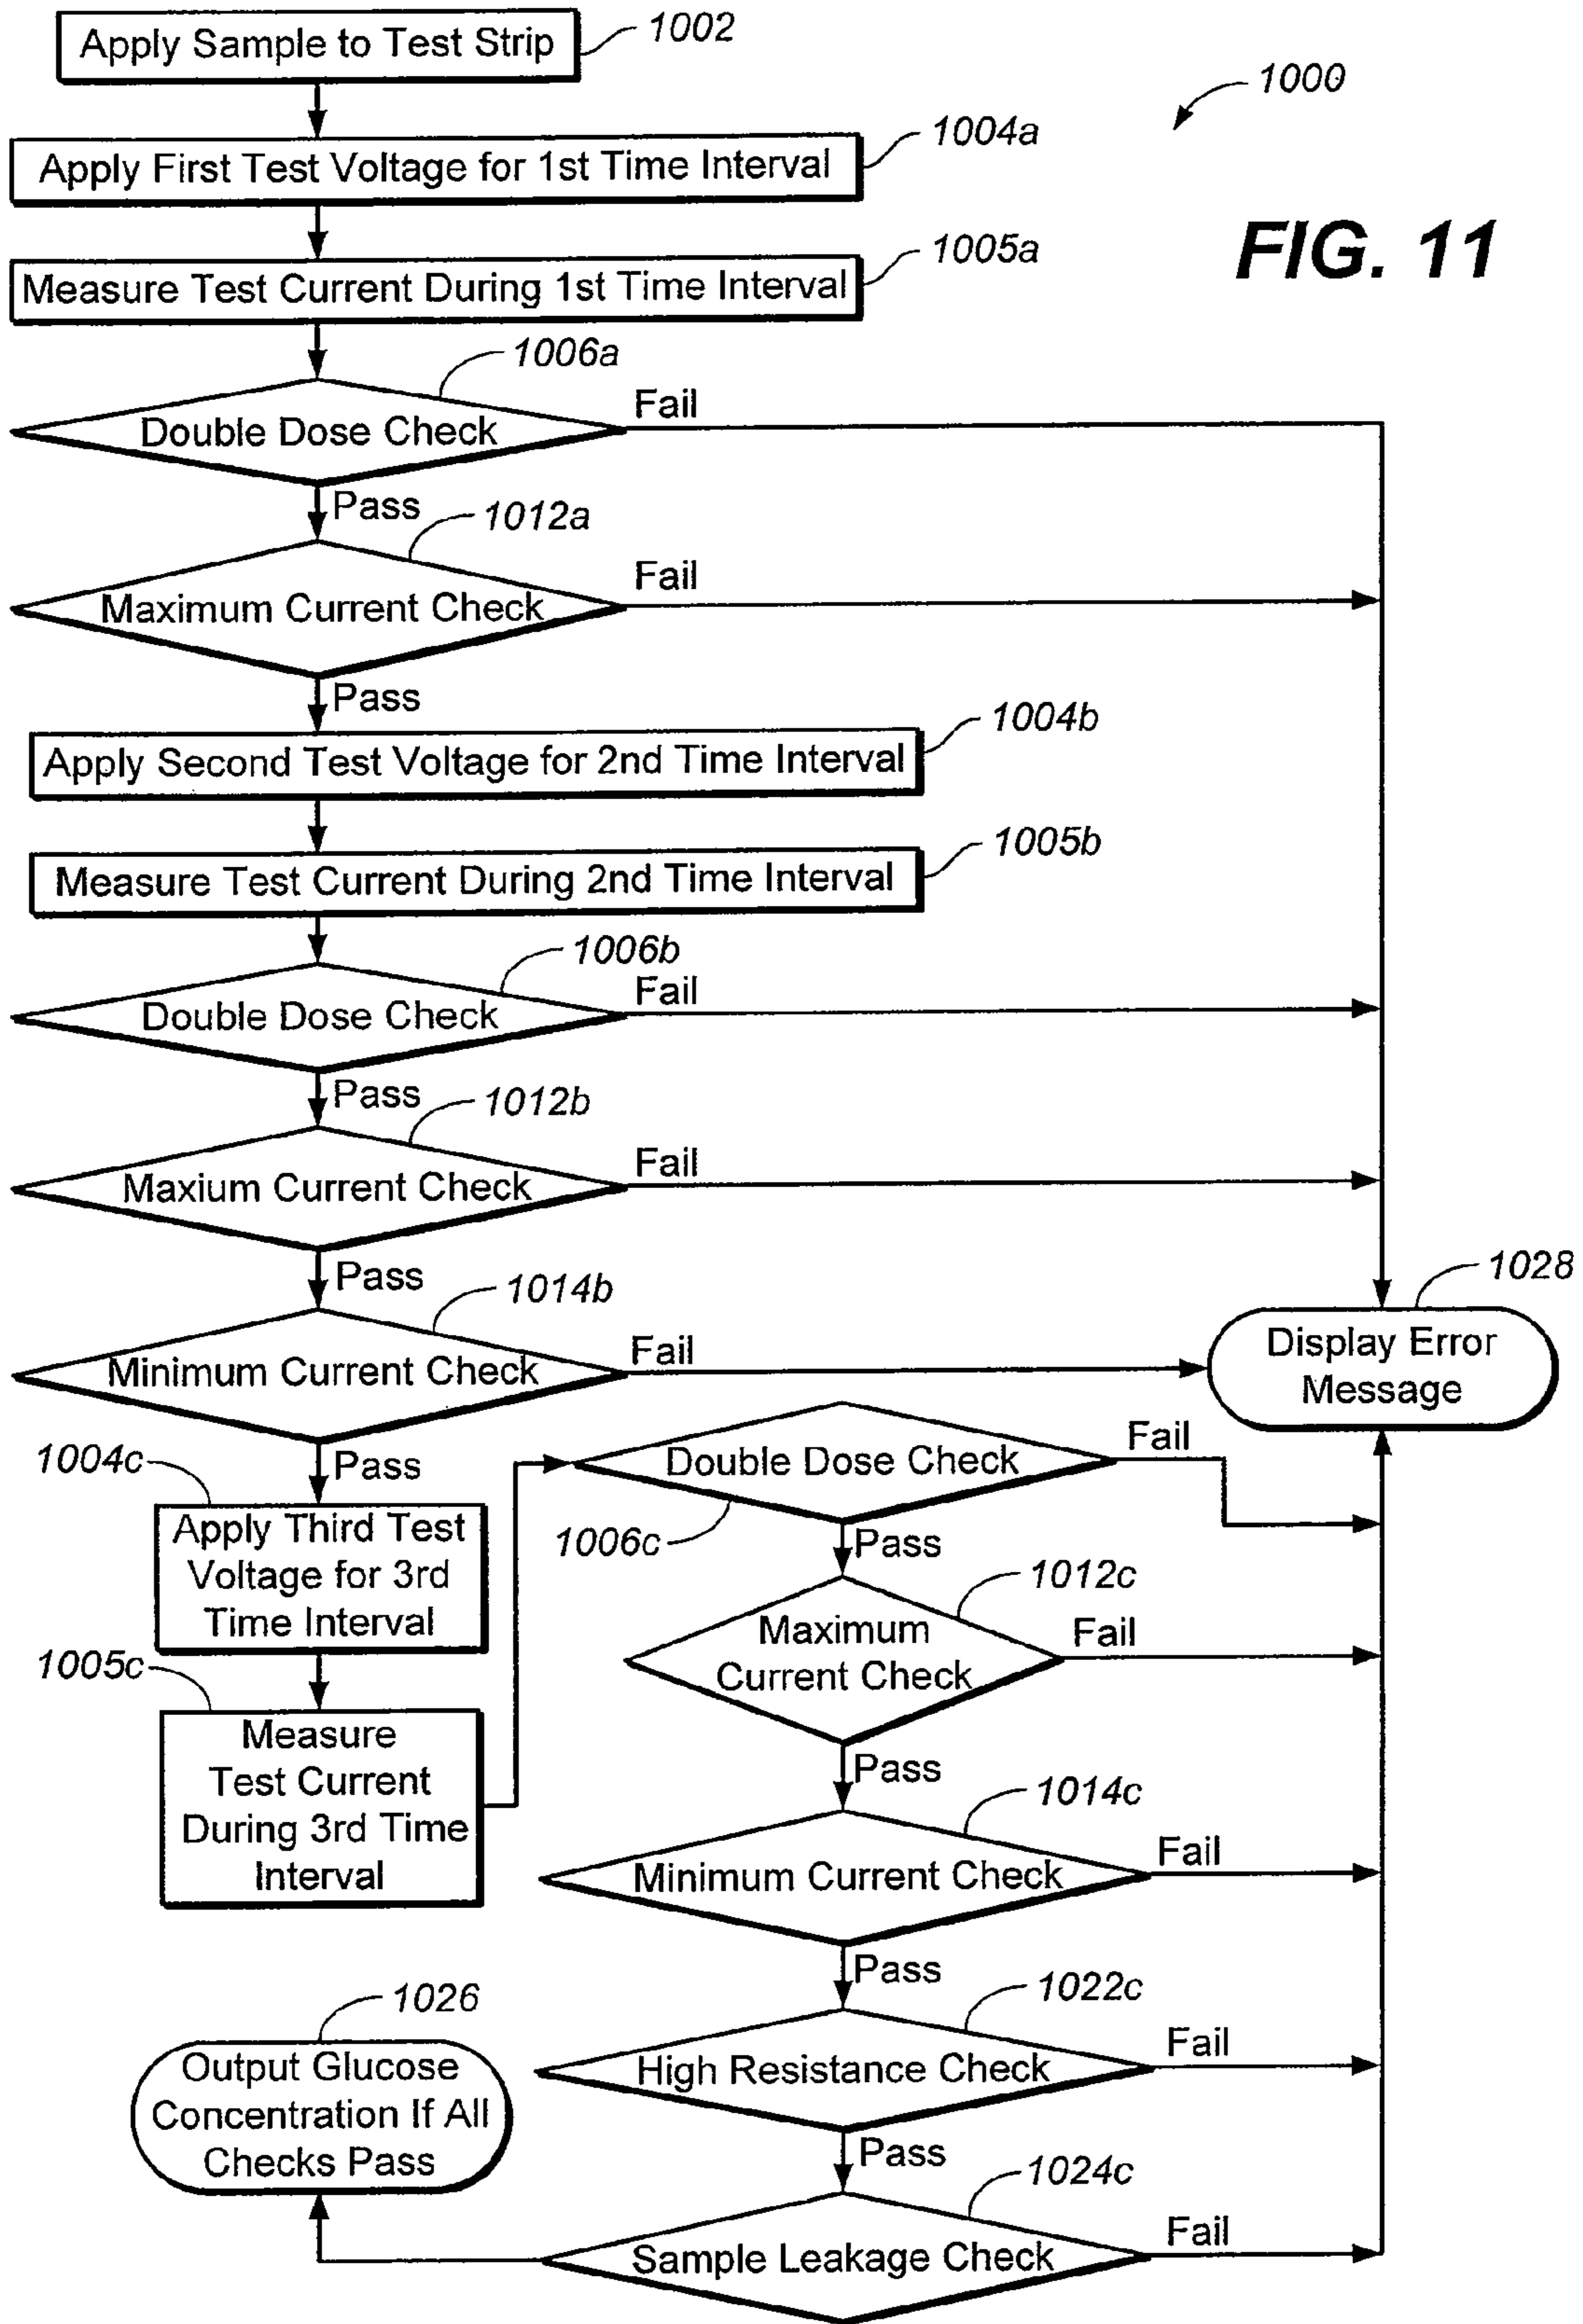 Apply Sample to Test Strip
1002
1000
Apply First Test Voltage for 1st Time Interval
1004a
FIG. 11
Measure Test Current During 1st Time Interval
1005a
1006a
Double Dose Check
Fail
Pass
1012a
Maximum Current Check
Fail
Pass
1004b
Apply Second Test Voltage for 2nd Time Interval
1005b
Measure Test Current During 2nd Time Interval
1006b
Double Dose Check
Fail
Pass
1012b
Maxium Current Check
Fail
Pass
1014b
Minimum Current Check
Fail
1028
Display Error
Message
Pass
1004c
Apply Third Test
Voltage for 3rd
Time Interval
1005c
Measure
Test Current
During 3rd Time
Interval
Double Dose Check
Fail
1006c
Pass
1012c
Maximum
Current Check
Fail
Pass
1014c
Minimum Current Check
Fail
Pass
1022c
High Resistance Check
Fail
Pass
1024c
Sample Leakage Check
Fail
1026
Output Glucose
Concentration If All
Checks Pass